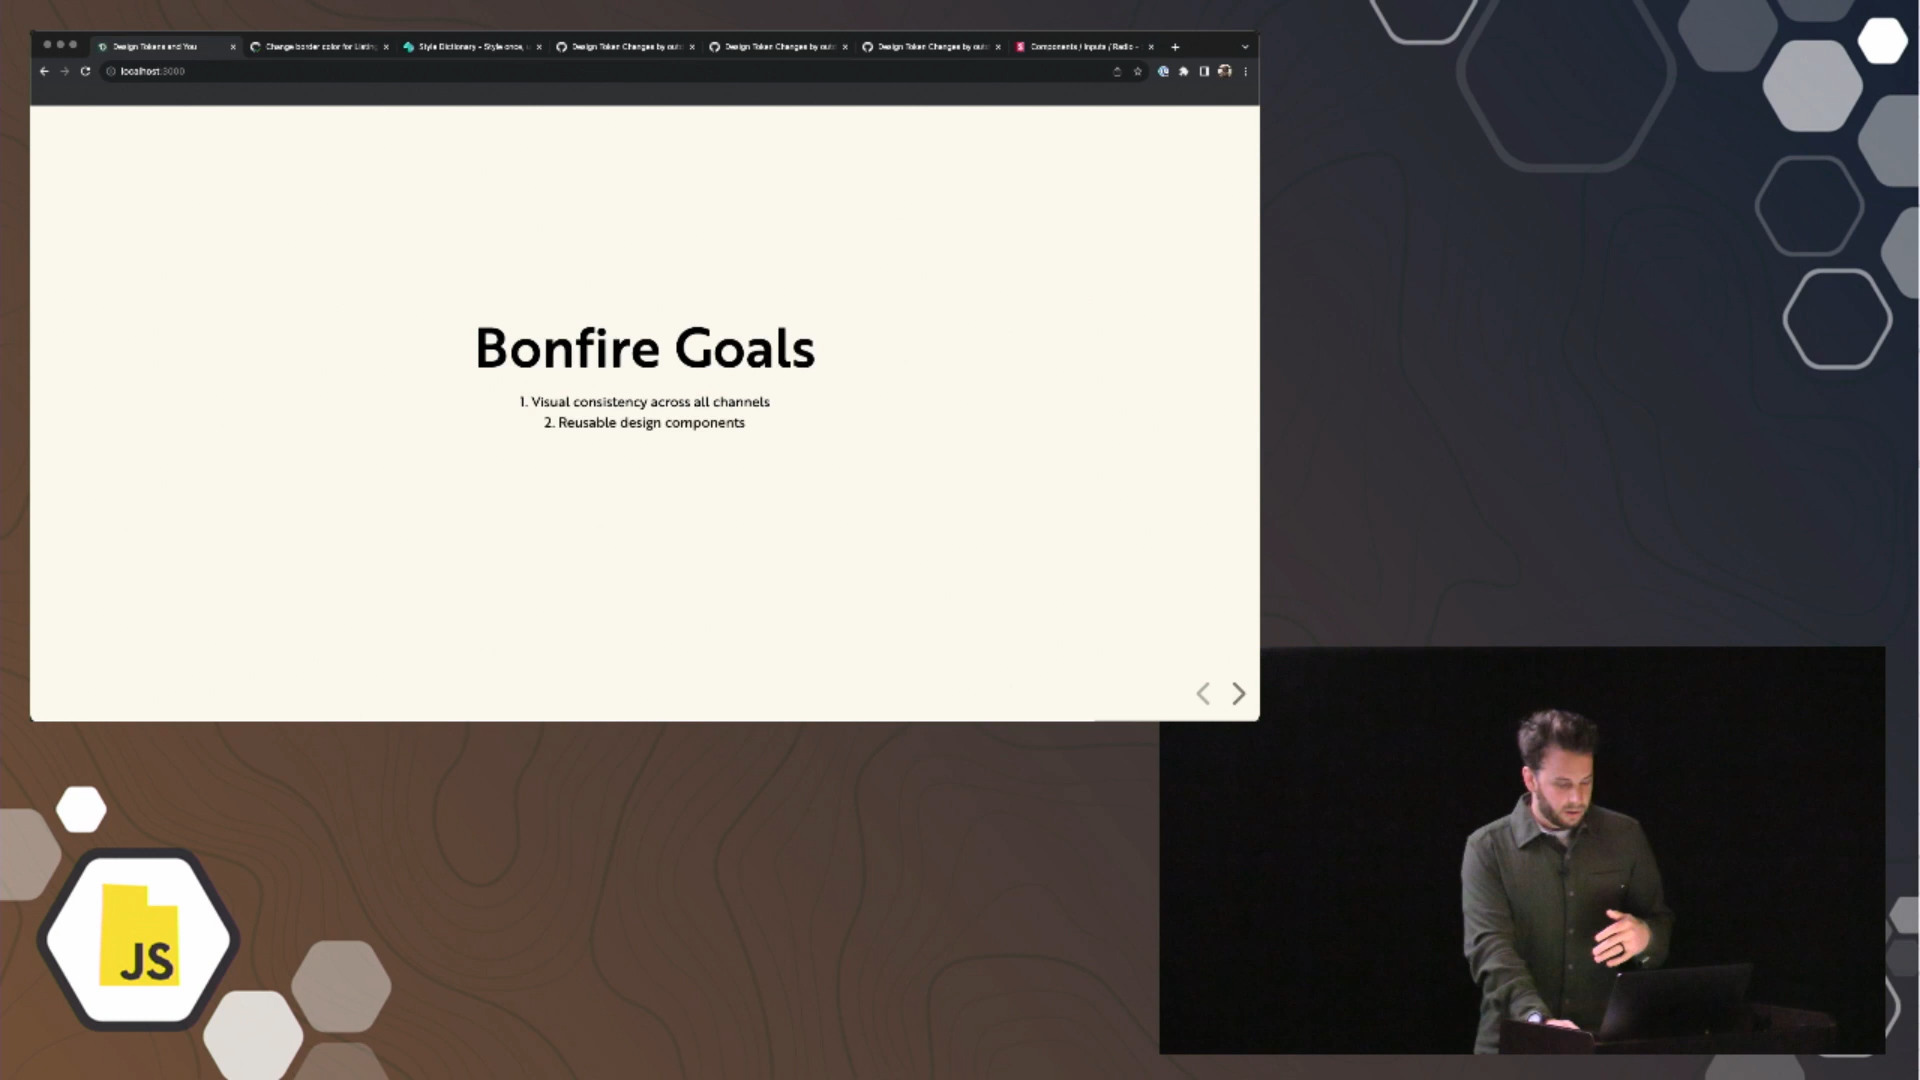 Design Tokens and You
Change border color for Listing
Style Dictionary - Style once, u
Design Token Changes by out
Design Token Changes by out
Design Token Changes by out
Components / Inputs / Radio -
localhost:3000
Bonfire Goals
1. Visual consistency across all channels
2. Reusable design components
JS